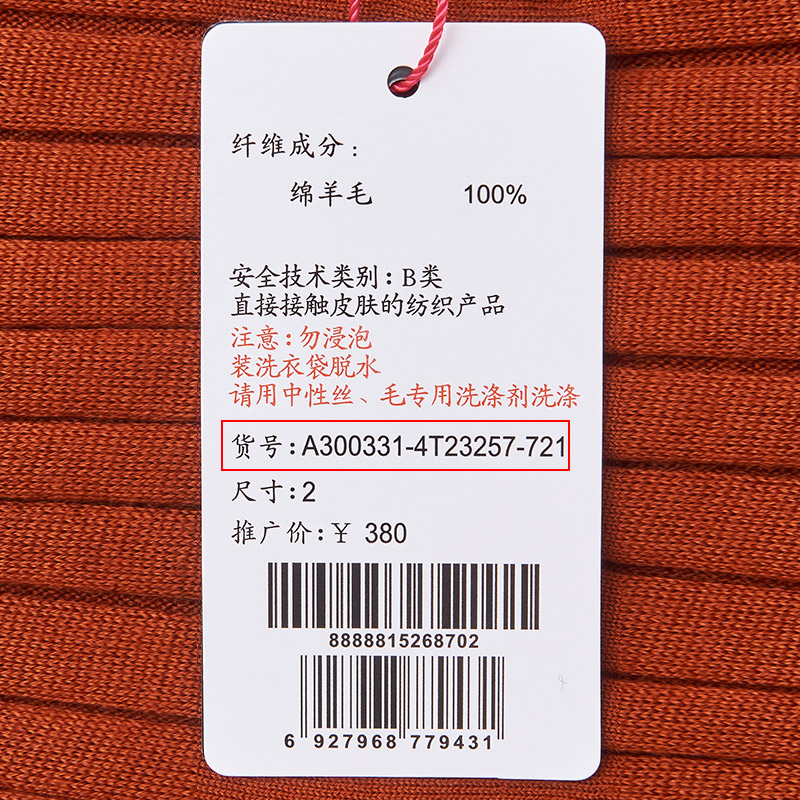 纤维成分：
绵羊毛 100%
安全技术类别：B类
直接接触皮肤的纺织产品
注意：勿浸泡
装洗衣袋脱水
请用中性丝、毛专用洗涤剂洗涤
货号：A300331-4T23257-721
尺寸：2
推广价：¥ 380
8888815268702
6 927968 779431